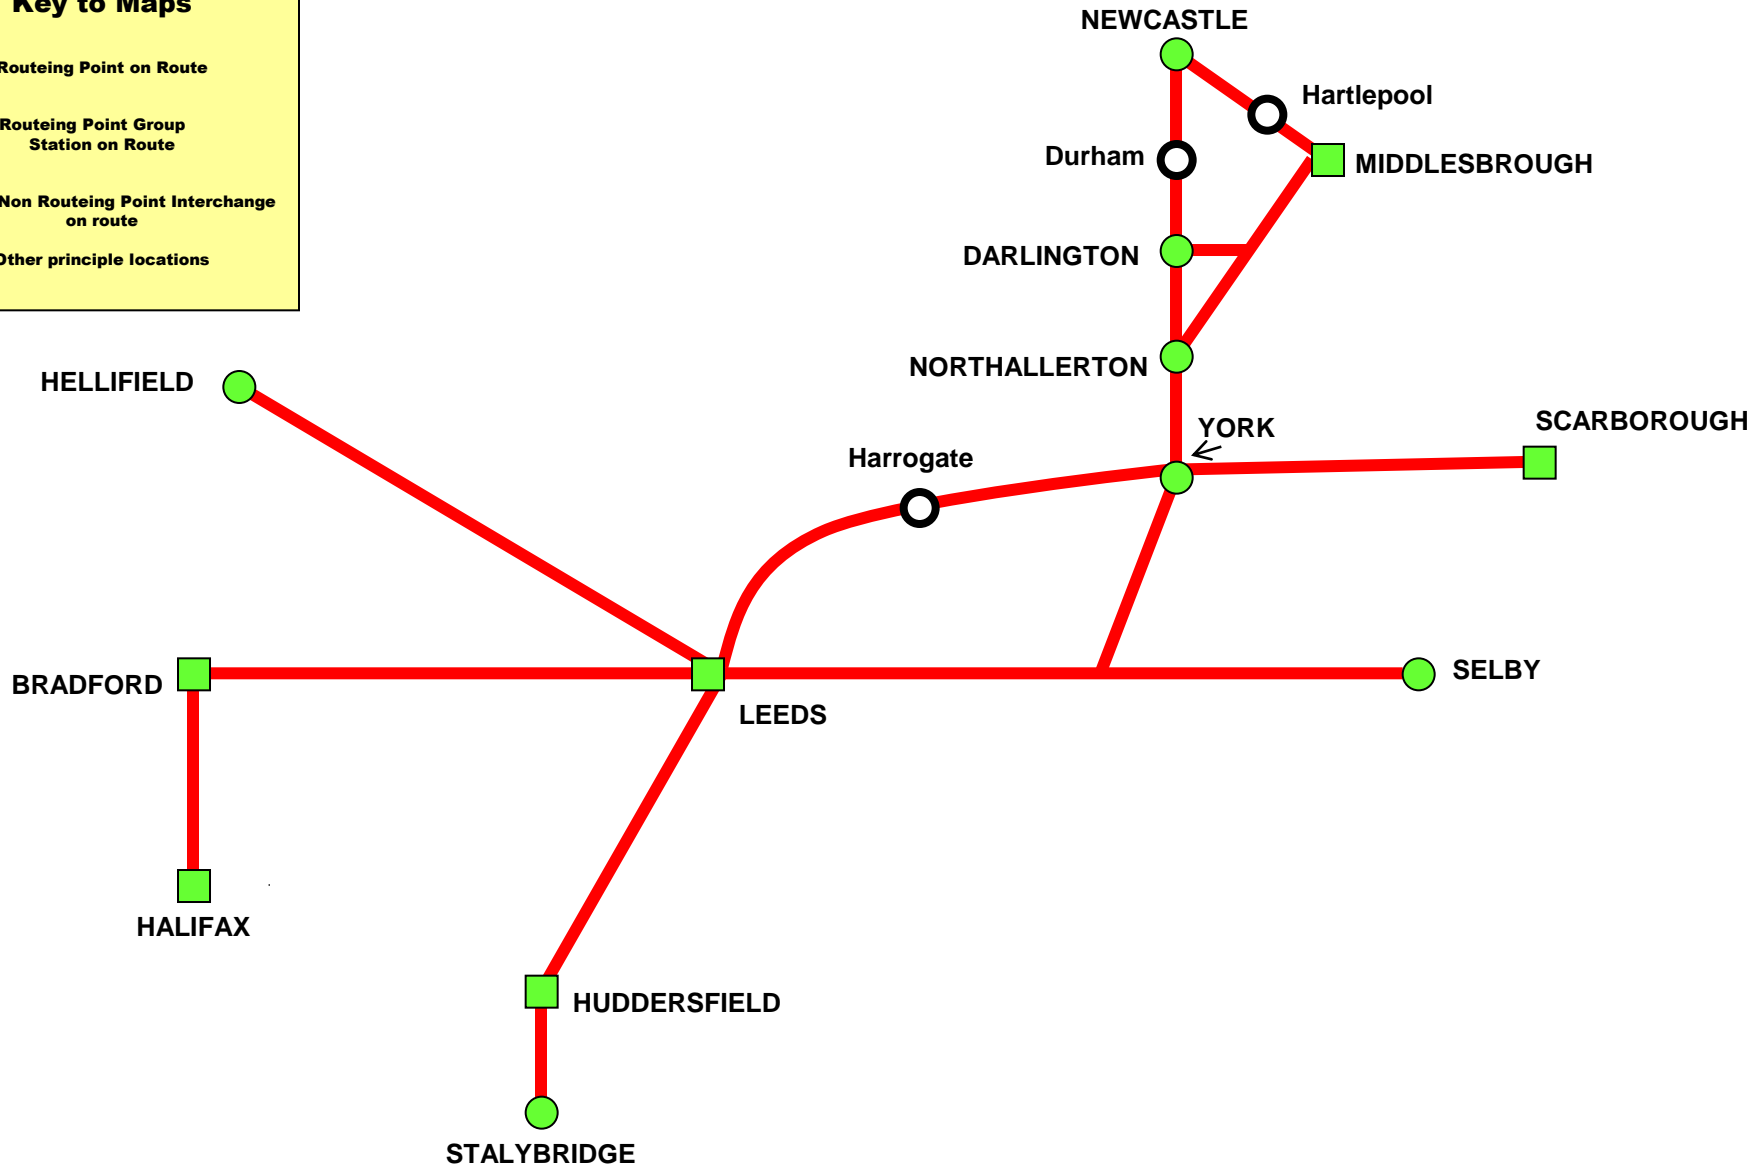 Key to Maps
Routeing Point on Route
Routeing Point Group
Station on Route
Non Routeing Point Interchange
on route
Other principle locations
NEWCASTLE
Hartlepool
Durham
MIDDLESBROUGH
DARLINGTON
NORTHALLERTON
HELLIFIELD
YORK
SCARBOROUGH
Harrogate
BRADFORD
SELBY
LEEDS
HALIFAX
HUDDERSFIELD
STALYBRIDGE